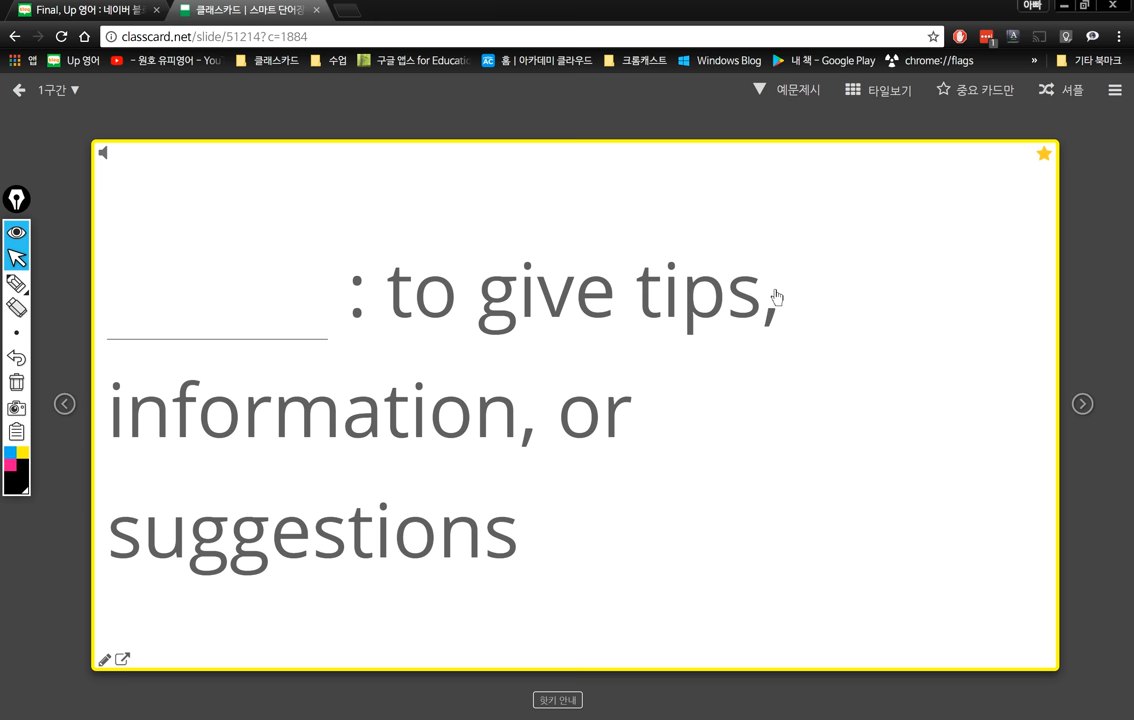 Final, Up 영어 : 네이버 블
클래스카드 | 스마트 단어장
아빠
classcard.net/slide/51214?c=1884
앱
Up 영어
- 원호 유피영어 - You
클래스카드
수업
구글 앱스 for Educatio
홈 | 아카데미 클라우드
크롬캐스트
Windows Blog
내 책 - Google Play
chrome://flags
»
기타 북마크
1구간 ▼
예문제시
타일보기
중요 카드만
셔플
________ : to give tips,
information, or
suggestions
핫키 안내